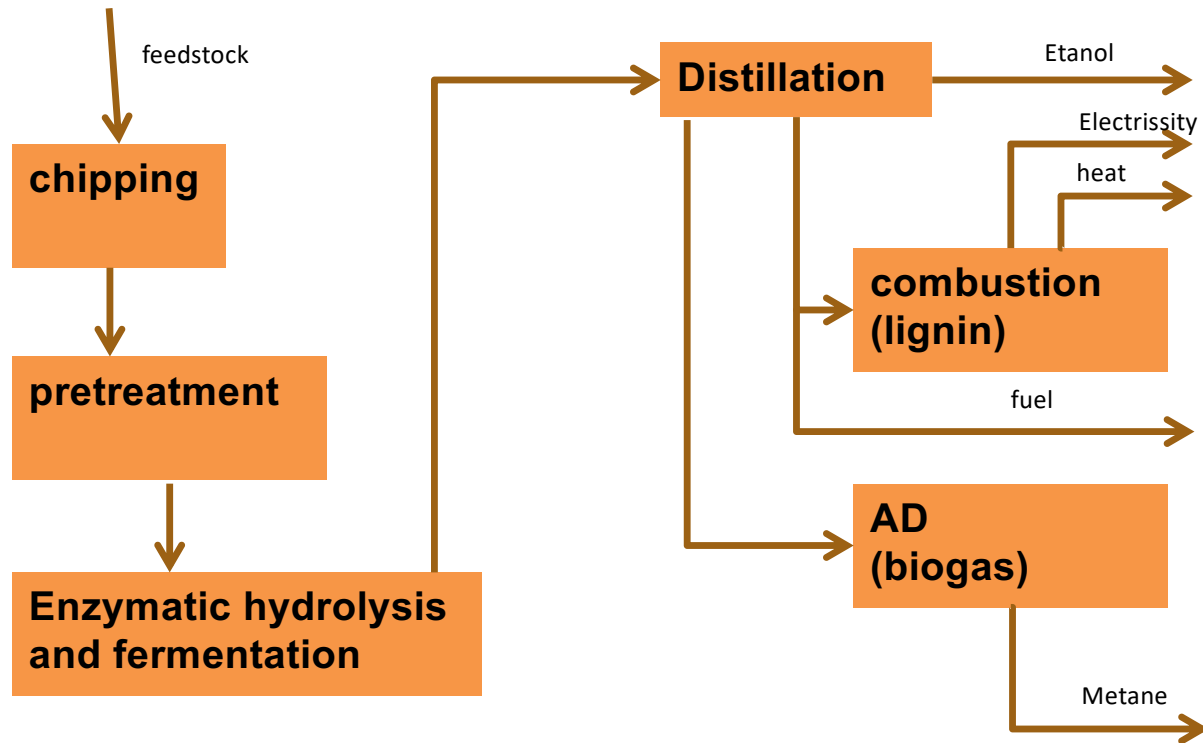 feedstock
chipping
pretreatment
Enzymatic hydrolysis
and fermentation
Distillation
Etanol
Electrissity
heat
combustion
(lignin)
fuel
AD
(biogas)
Metane